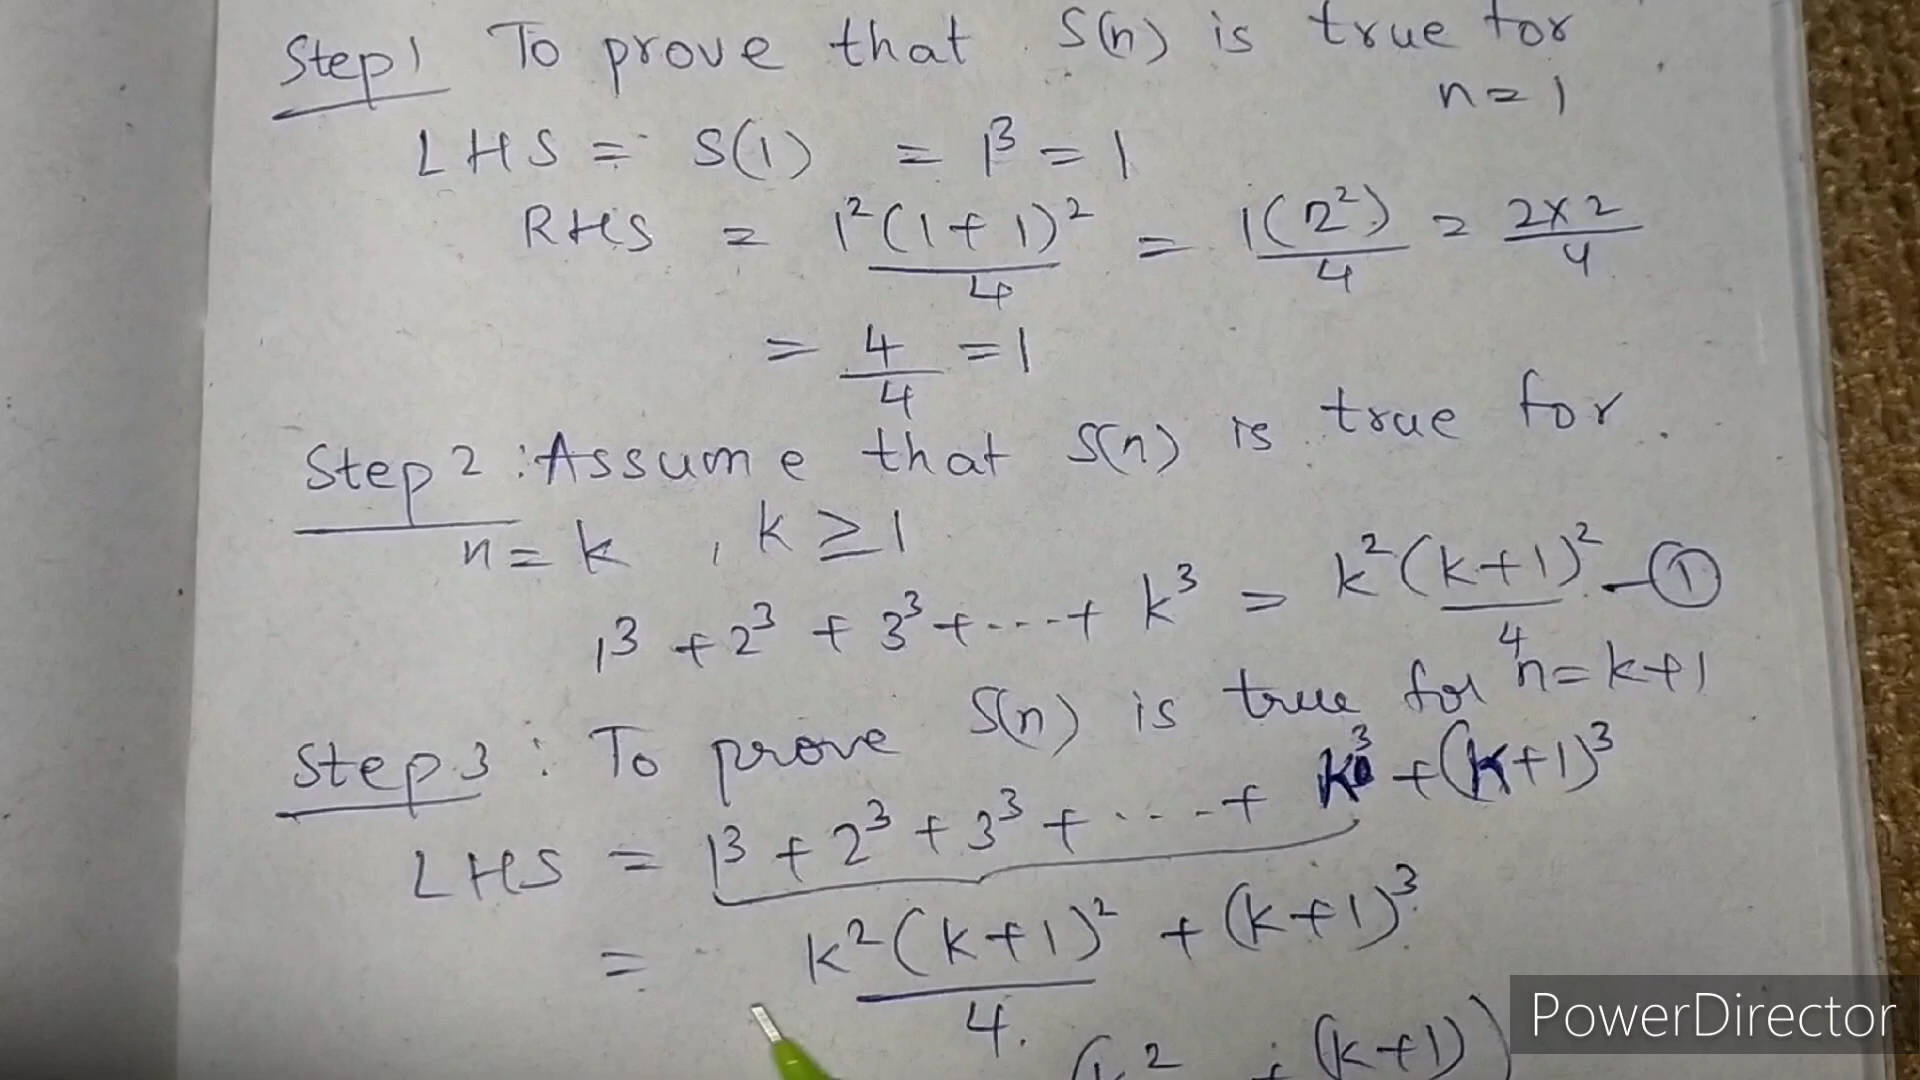 Step 1 To prove that S(n) is true for
n = 1
LHS = S(1) = 1³ = 1
RHS = 1²(1+1)²/4 = 1(2²)/4 = 2×2/4
= 4/4 = 1
Step 2 : Assume that S(n) is true for
n = k , k ≥ 1
1³ + 2³ + 3³ + ---- + k³ = k²(k+1)²/4 — ①
Step 3 : To prove S(n) is true for n = k+1
LHS = 1³ + 2³ + 3³ + ---- + k³ + (k+1)³
= k²(k+1)²/4 + (k+1)³
(k+1))
PowerDirector